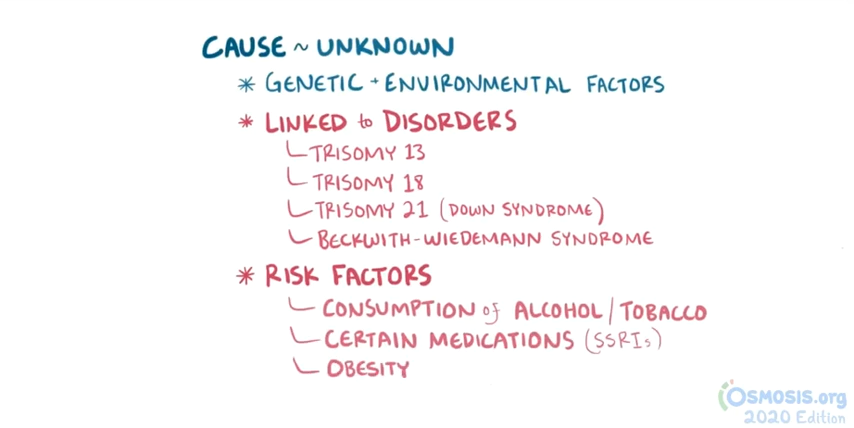 CAUSE ~ UNKNOWN
* GENETIC + ENVIRONMENTAL FACTORS
* LINKED to DISORDERS
TRISOMY 13
TRISOMY 18
TRISOMY 21 (DOWN SYNDROME)
BECKWITH-WIEDEMANN SYNDROME
* RISK FACTORS
CONSUMPTION of ALCOHOL / TOBACCO
CERTAIN MEDICATIONS (SSRIs)
OBESITY
OSMOSIS.org
2020 Edition